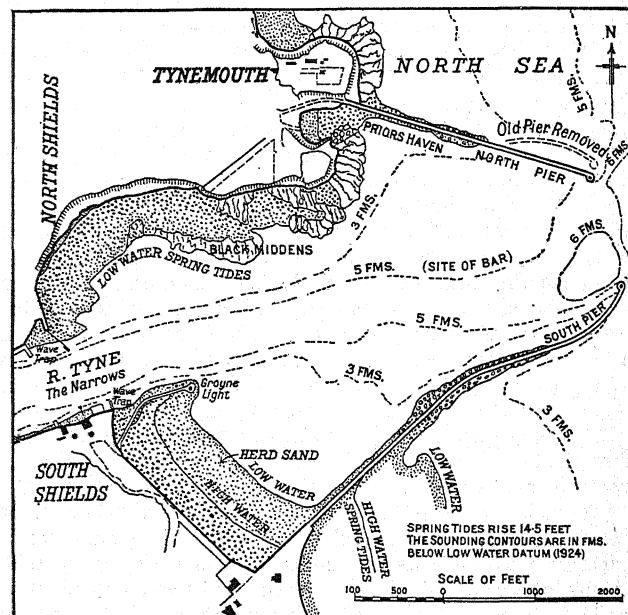 NORTH SEA
N
TYNEMOUTH
5 FMS.
Old Pier Removed
6 FMS
PRIORS HAVEN
NORTH PIER
NORTH SHIELDS
3 FMS.
BLACK MIDDENS
LOW WATER SPRING TIDES
5 FMS.
(SITE OF BAR)
6 FMS.
5 FMS.
SOUTH PIER
Wave Trap
R. TYNE
The Narrows
3 FMS.
Wave Trap
Groyne Light
3 FMS.
HERD SAND
LOW WATER
HIGH WATER
SOUTH SHIELDS
LOW WATER
HIGH WATER
SPRING TIDES
SPRING TIDES RISE 14·5 FEET
THE SOUNDING CONTOURS ARE IN FMS.
BELOW LOW WATER DATUM (1924)
SCALE OF FEET
100 500 0 1000 2000